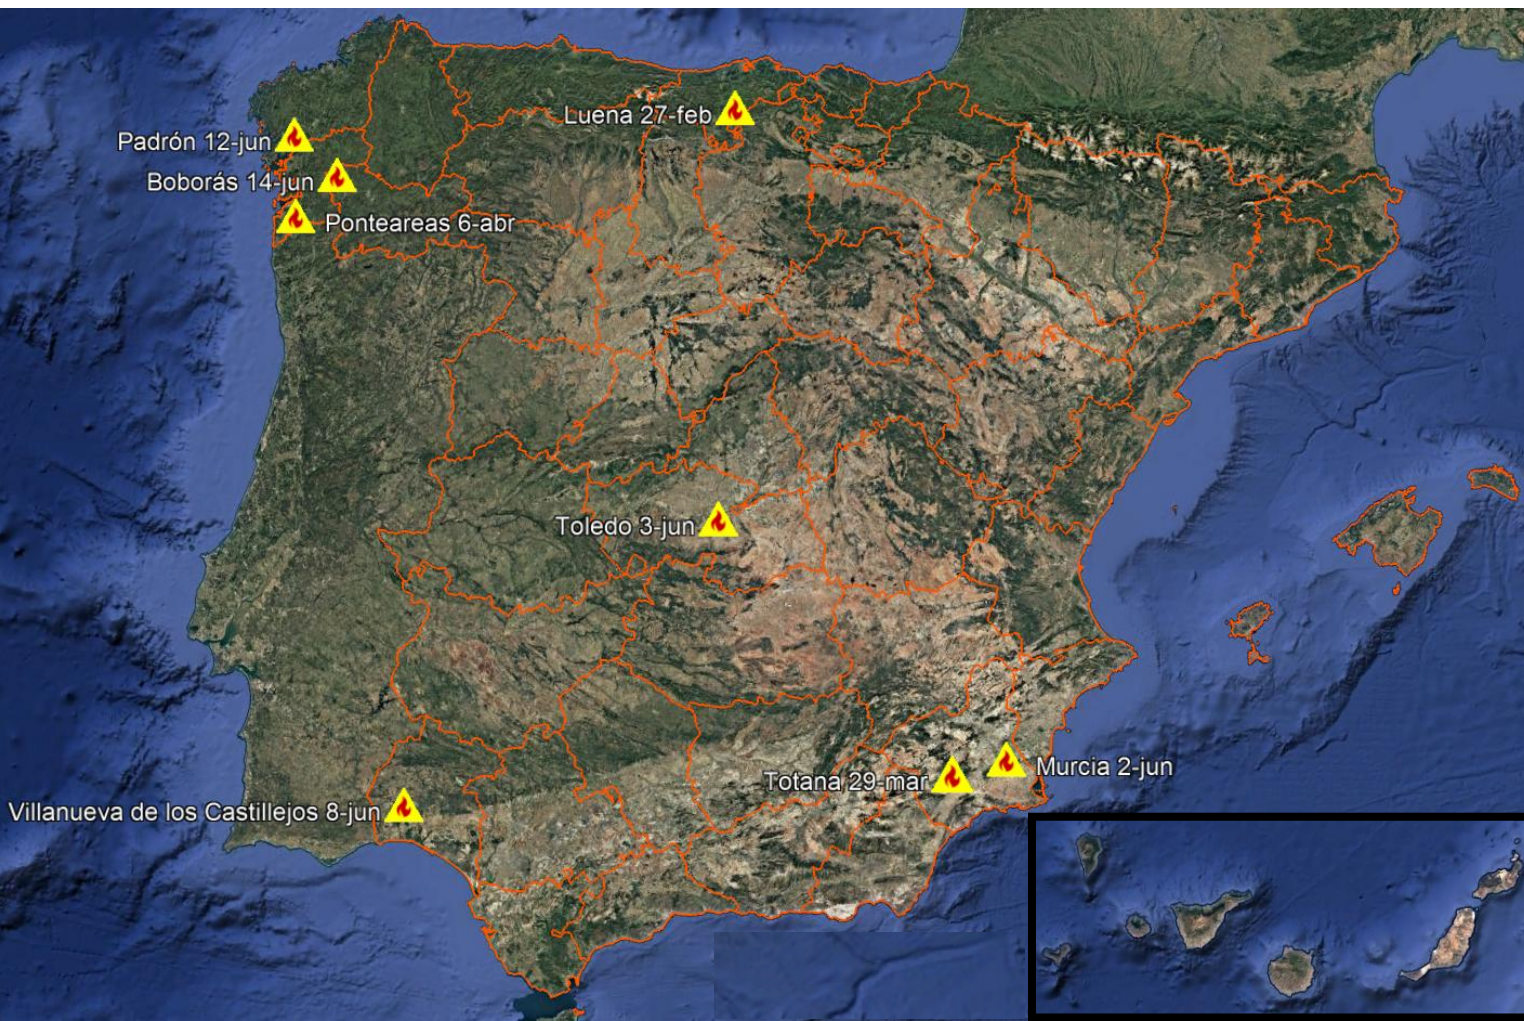 Luena 27-feb
Padrón 12-jun
Boborás 14-jun
Ponteareas 6-abr
Toledo 3-jun
Murcia 2-jun
Totana 29-mar
Villanueva de los Castillejos 8-jun